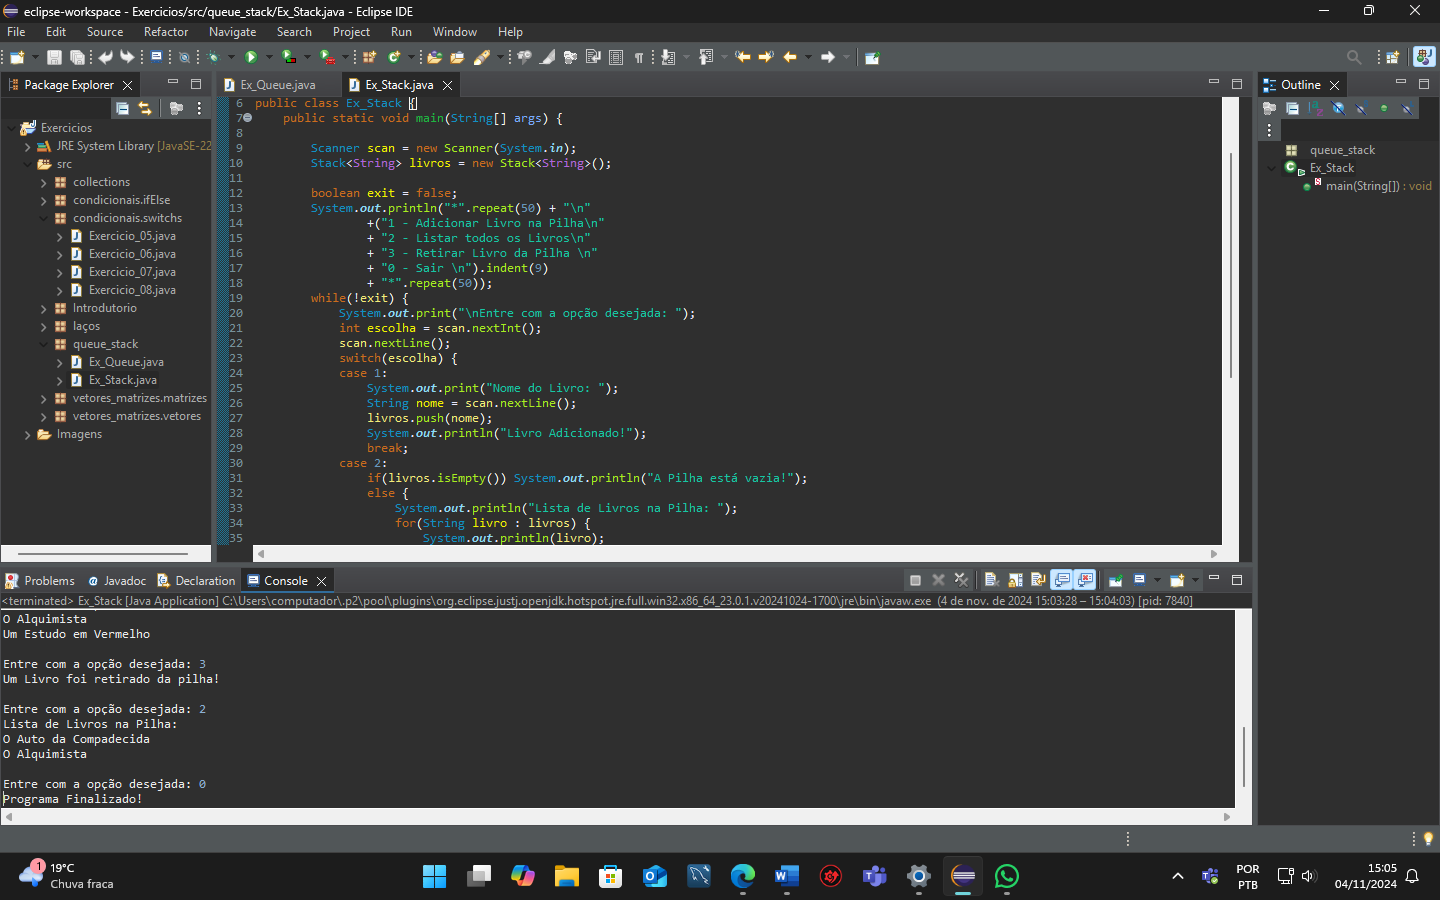 eclipse-workspace - Exercicios/src/queue_stack/Ex_Stack.java - Eclipse IDE
File Edit Source Refactor Navigate Search Project Run Window Help
Package Explorer
Exercicios
JRE System Library [JavaSE-22
src
collections
condicionais.ifElse
condicionais.switchs
Exercicio_05.java
Exercicio_06.java
Exercicio_07.java
Exercicio_08.java
Introdutorio
laços
queue_stack
Ex_Queue.java
Ex_Stack.java
vetores_matrizes.matrizes
vetores_matrizes.vetores
Imagens
Ex_Queue.java Ex_Stack.java
6 public class Ex_Stack {
7 public static void main(String[] args) {
8
9 Scanner scan = new Scanner(System.in);
10 Stack<String> livros = new Stack<String>();
11
12 boolean exit = false;
13 System.out.println("*".repeat(50) + "\n"
14 +("1 - Adicionar Livro na Pilha\n"
15 + "2 - Listar todos os Livros\n"
16 + "3 - Retirar Livro da Pilha \n"
17 + "0 - Sair \n").indent(9)
18 + "*".repeat(50));
19 while(!exit) {
20 System.out.print("\nEntre com a opção desejada: ");
21 int escolha = scan.nextInt();
22 scan.nextLine();
23 switch(escolha) {
24 case 1:
25 System.out.print("Nome do Livro: ");
26 String nome = scan.nextLine();
27 livros.push(nome);
28 System.out.println("Livro Adicionado!");
29 break;
30 case 2:
31 if(livros.isEmpty()) System.out.println("A Pilha está vazia!");
32 else {
33 System.out.println("Lista de Livros na Pilha: ");
34 for(String livro : livros) {
35 System.out.println(livro);
Outline
queue_stack
Ex_Stack
main(String[]) : void
Problems Javadoc Declaration Console
<terminated> Ex_Stack [Java Application] C:\Users\computador\.p2\pool\plugins\org.eclipse.justj.openjdk.hotspot.jre.full.win32.x86_64_23.0.1.v20241024-1700\jre\bin\javaw.exe (4 de nov. de 2024 15:03:28 – 15:04:03) [pid: 7840]
O Alquimista
Um Estudo em Vermelho
Entre com a opção desejada: 3
Um Livro foi retirado da pilha!
Entre com a opção desejada: 2
Lista de Livros na Pilha:
O Auto da Compadecida
O Alquimista
Entre com a opção desejada: 0
Programa Finalizado!
1
19°C
Chuva fraca
POR
PTB
15:05
04/11/2024